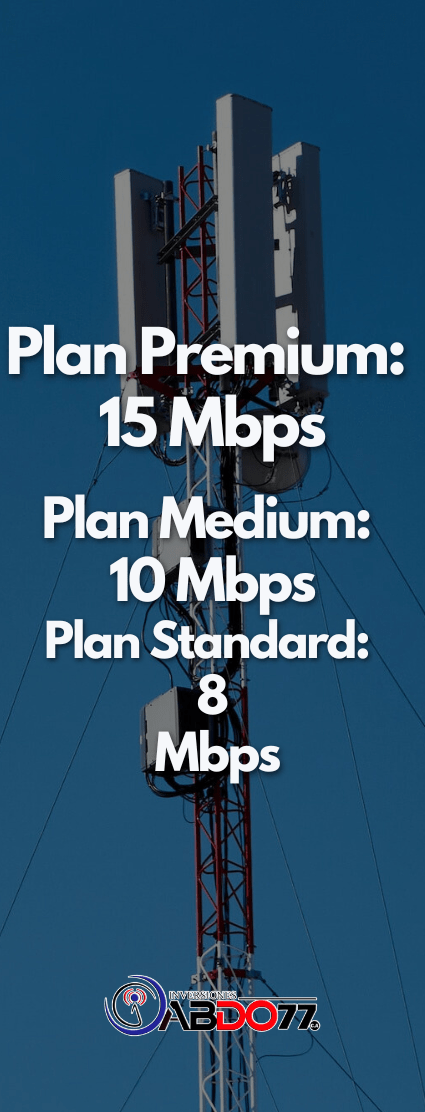 Plan Premium:
15 Mbps
Plan Medium:
10 Mbps
Plan Standard:
8
Mbps
INVERSIONES
ABDO77.